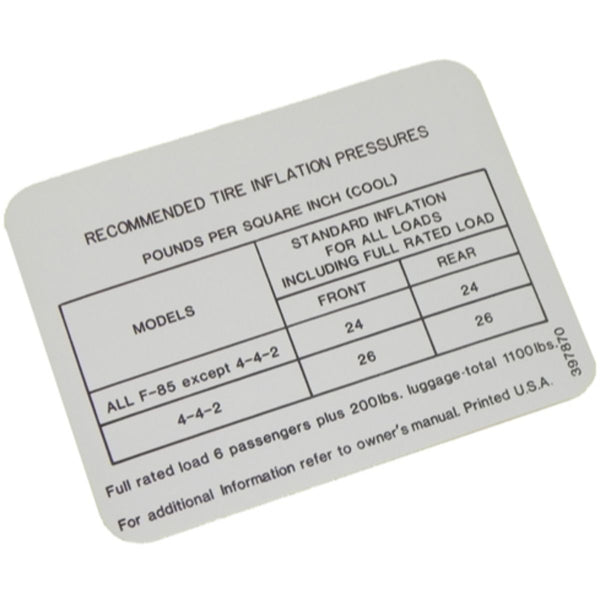 RECOMMENDED TIRE INFLATION PRESSURES
POUNDS PER SQUARE INCH (COOL)
MODELS
STANDARD INFLATION
FOR ALL LOADS
INCLUDING FULL RATED LOAD
FRONT REAR
ALL F-85 except 4-4-2 24 24
4-4-2 26 26
Full rated load 6 passengers plus 200lbs. luggage-total 1100lbs.
For additional Information refer to owner's manual. Printed U.S.A.
397870